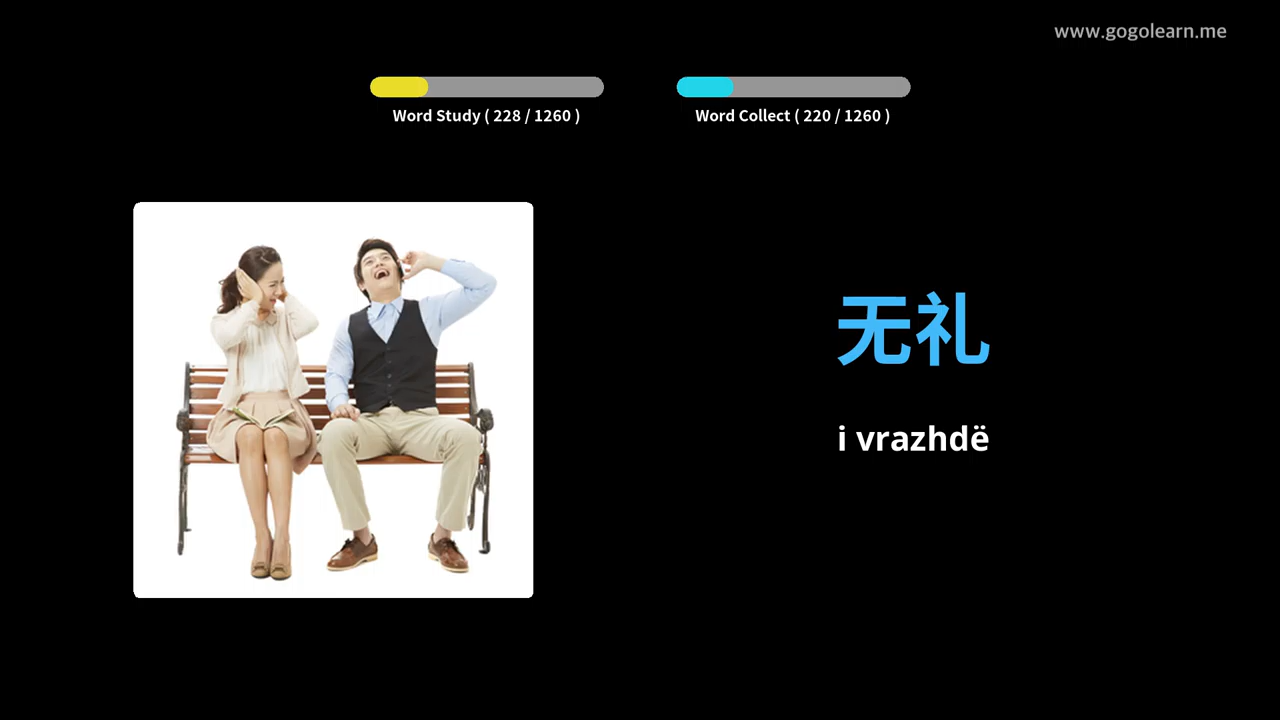 www.gogolearn.me
Word Study ( 228 / 1260 )
Word Collect ( 220 / 1260 )
无礼
i vrazhdë